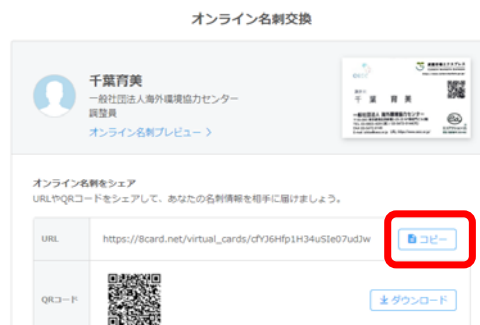 オンライン名刺交換
千葉育美
一般社団法人海外環境協力センター
調整員
オンライン名刺プレビュー >
千 葉 育 美
一般社団法人 海外環境協力センター
オンライン名刺をシェア
URLやQRコードをシェアして、あなたの名刺情報を相手に届けましょう。
URL
https://8card.net/virtual_cards/cfYJ6Hfp1H34uSIe07udJw
コピー
QRコード
ダウンロード